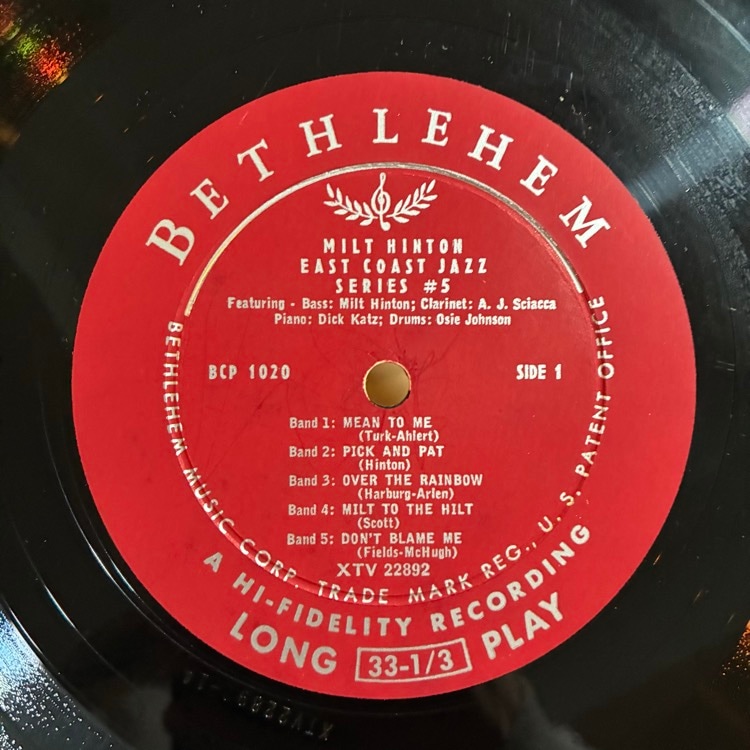 BETHLEHEM
MILT HINTON
EAST COAST JAZZ
SERIES #5
Featuring - Bass: Milt Hinton; Clarinet: A. J. Sciacca
Piano: Dick Katz; Drums: Osie Johnson
BCP 1020
SIDE 1
Band 1: MEAN TO ME
(Turk-Ahlert)
Band 2: PICK AND PAT
(Hinton)
Band 3: OVER THE RAINBOW
(Harburg-Arlen)
Band 4: MILT TO THE HILT
(Scott)
Band 5: DON'T BLAME ME
(Fields-McHugh)
XTV 22892
BETHLEHEM MUSIC CORP. TRADE MARK REG., U. S. PATENT OFFICE
A HI-FIDELITY RECORDING
LONG 33-1/3 PLAY